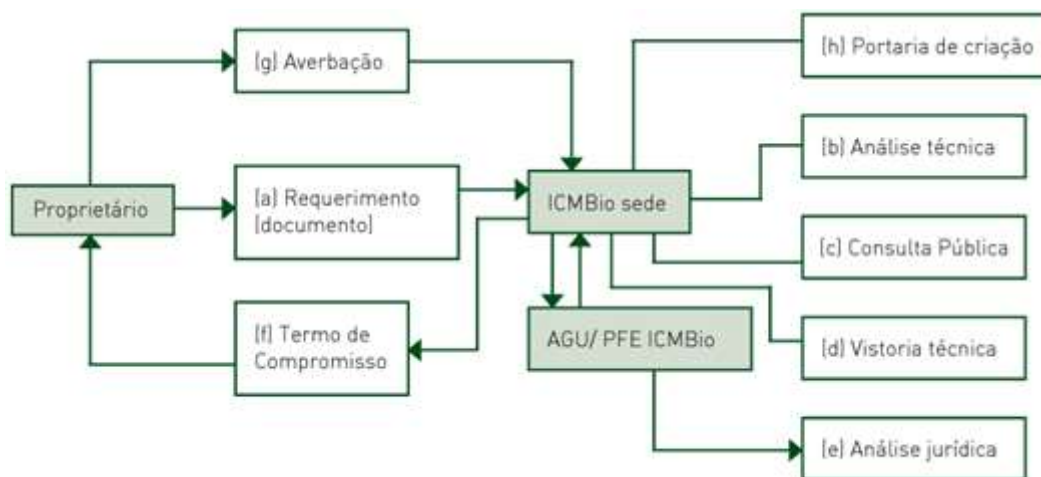 (g) Averbação
(h) Portaria de criação
(b) Análise técnica
Proprietário
(a) Requerimento
(documento)
ICMBio sede
(c) Consulta Pública
(f) Termo de
Compromisso
AGU/ PFE ICMBio
(d) Vistoria técnica
(e) Análise jurídica